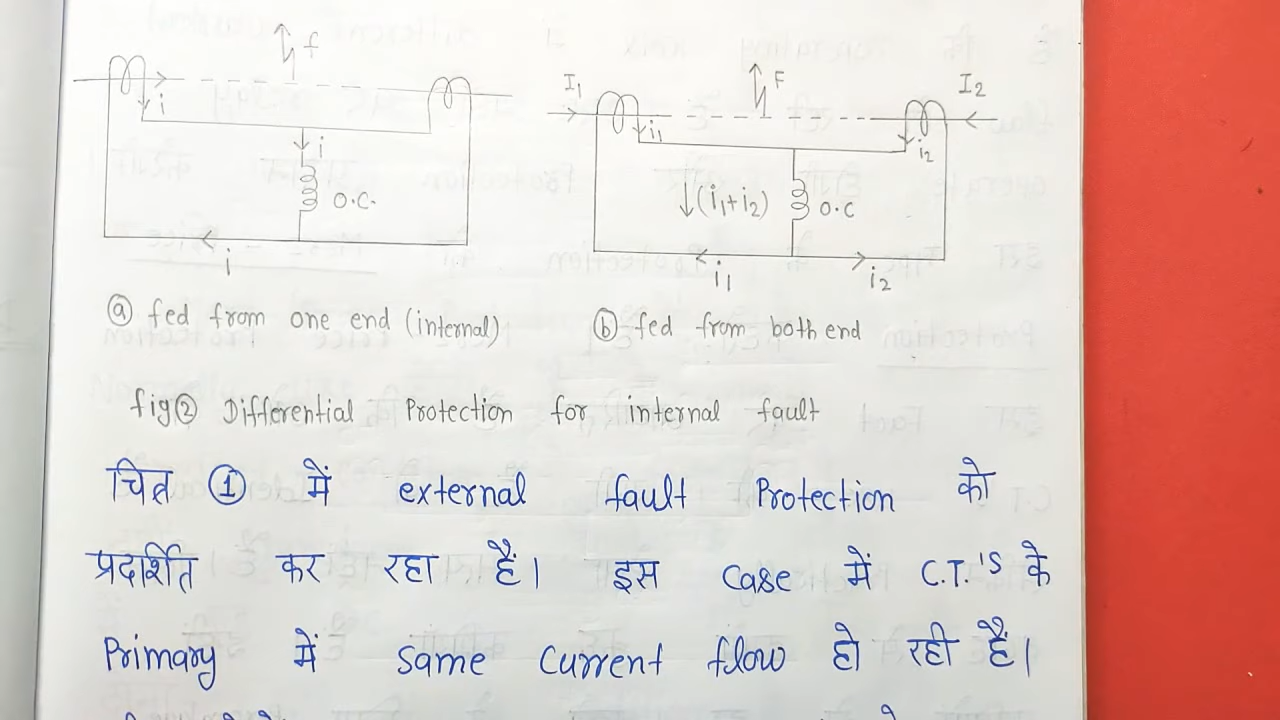 f
F
I1
I2
i
i1
i2
i
O.C.
(i1+i2)
O.C
i
i1
i2
ⓐ fed from one end (internal)
ⓑ fed from both end
fig② Differential Protection for internal fault
चित्र ① में external fault Protection को
प्रदर्शित कर रहा हैं। इस Case में C.T.'S के
Primary में same current flow हो रही हैं।